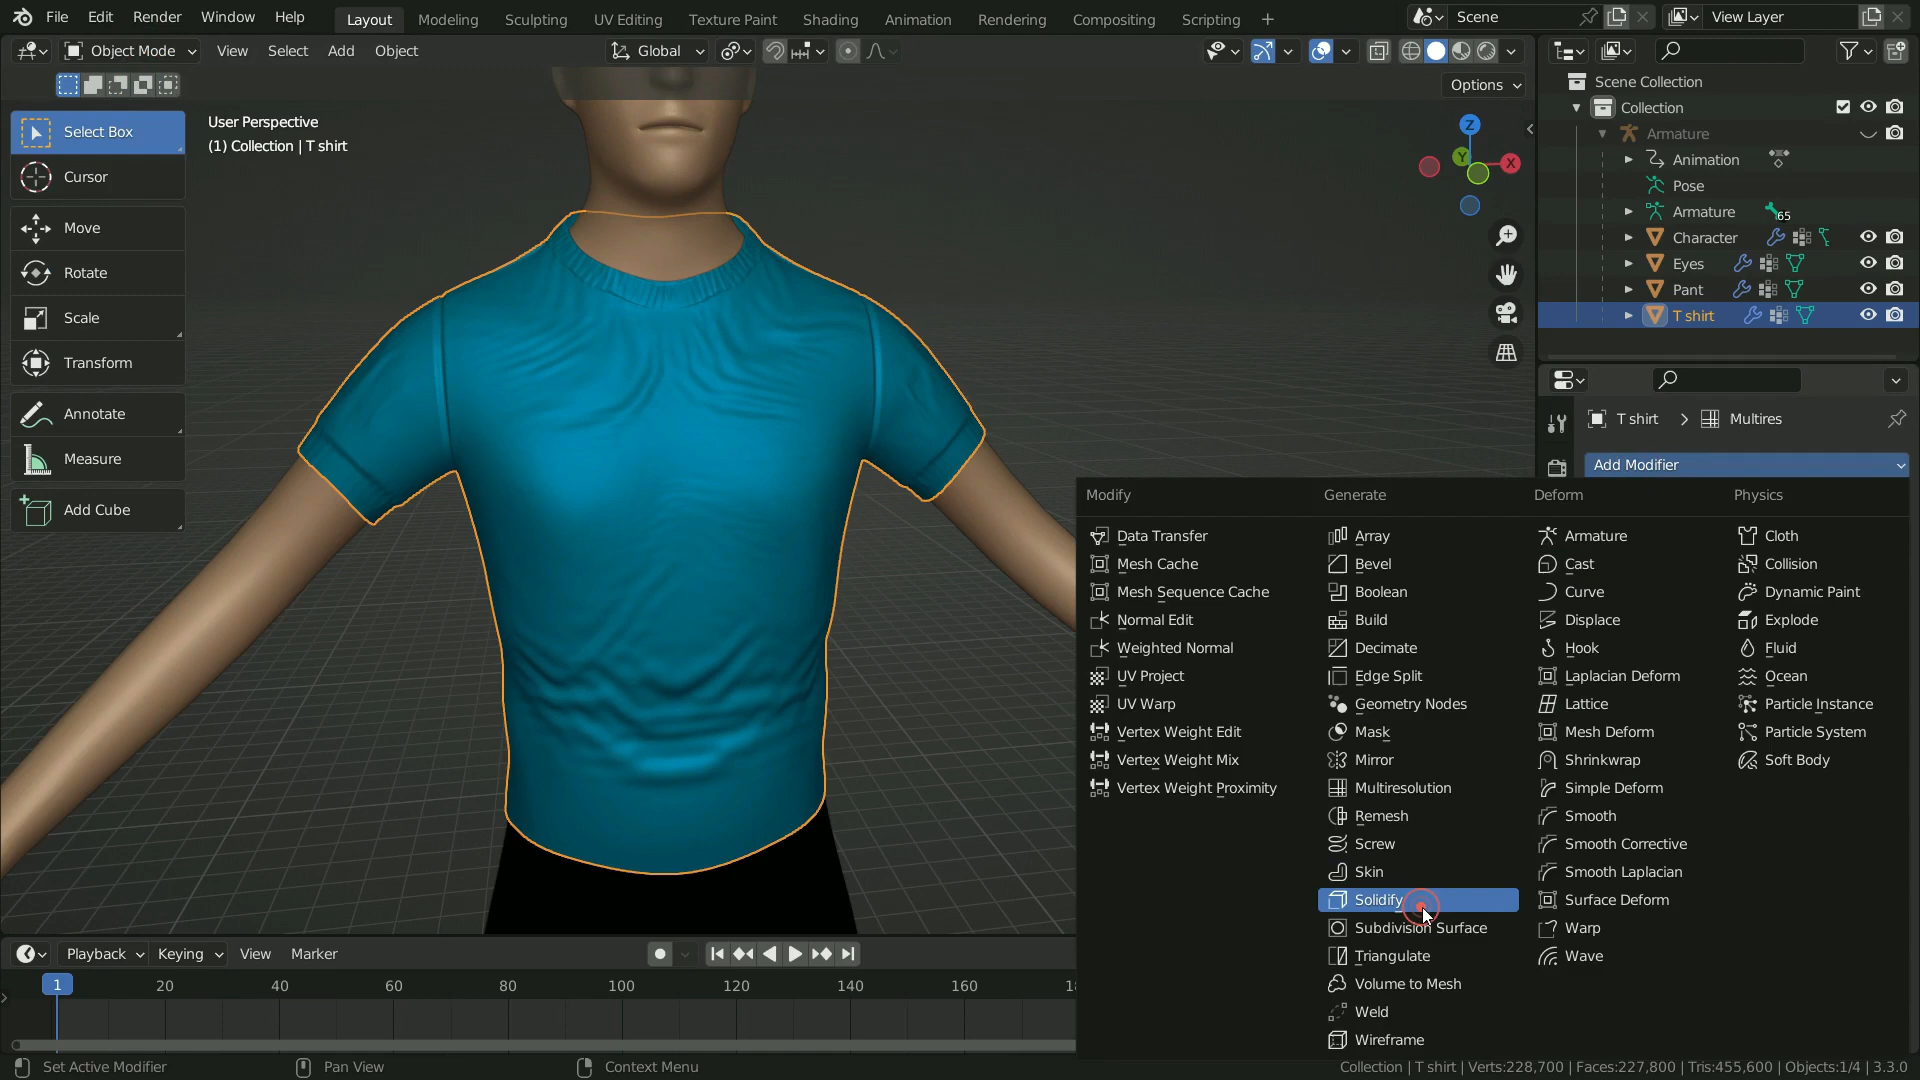 File Edit Render Window Help
Layout Modeling Sculpting UV Editing Texture Paint Shading Animation Rendering Compositing Scripting +
Scene
View Layer
Object Mode View Select Add Object
Global
Options
Select Box
Cursor
Move
Rotate
Scale
Transform
Annotate
Measure
Add Cube
User Perspective
(1) Collection | T shirt
Z
Y
X
Scene Collection
Collection
Armature
Animation
Pose
Armature 65
Character
Eyes
Pant
T shirt
T shirt > Multires
Add Modifier
Modify Generate Deform Physics
Data Transfer Array Armature Cloth
Mesh Cache Bevel Cast Collision
Mesh Sequence Cache Boolean Curve Dynamic Paint
Normal Edit Build Displace Explode
Weighted Normal Decimate Hook Fluid
UV Project Edge Split Laplacian Deform Ocean
UV Warp Geometry Nodes Lattice Particle Instance
Vertex Weight Edit Mask Mesh Deform Particle System
Vertex Weight Mix Mirror Shrinkwrap Soft Body
Vertex Weight Proximity Multiresolution Simple Deform
Remesh Smooth
Screw Smooth Corrective
Skin Smooth Laplacian
Solidify Surface Deform
Subdivision Surface Warp
Triangulate Wave
Volume to Mesh
Weld
Wireframe
Playback Keying View Marker
1 20 40 60 80 100 120 140 160
Set Active Modifier Pan View Context Menu
Collection | T shirt | Verts:228,700 | Faces:227,800 | Tris:455,600 | Objects:1/4 | 3.3.0